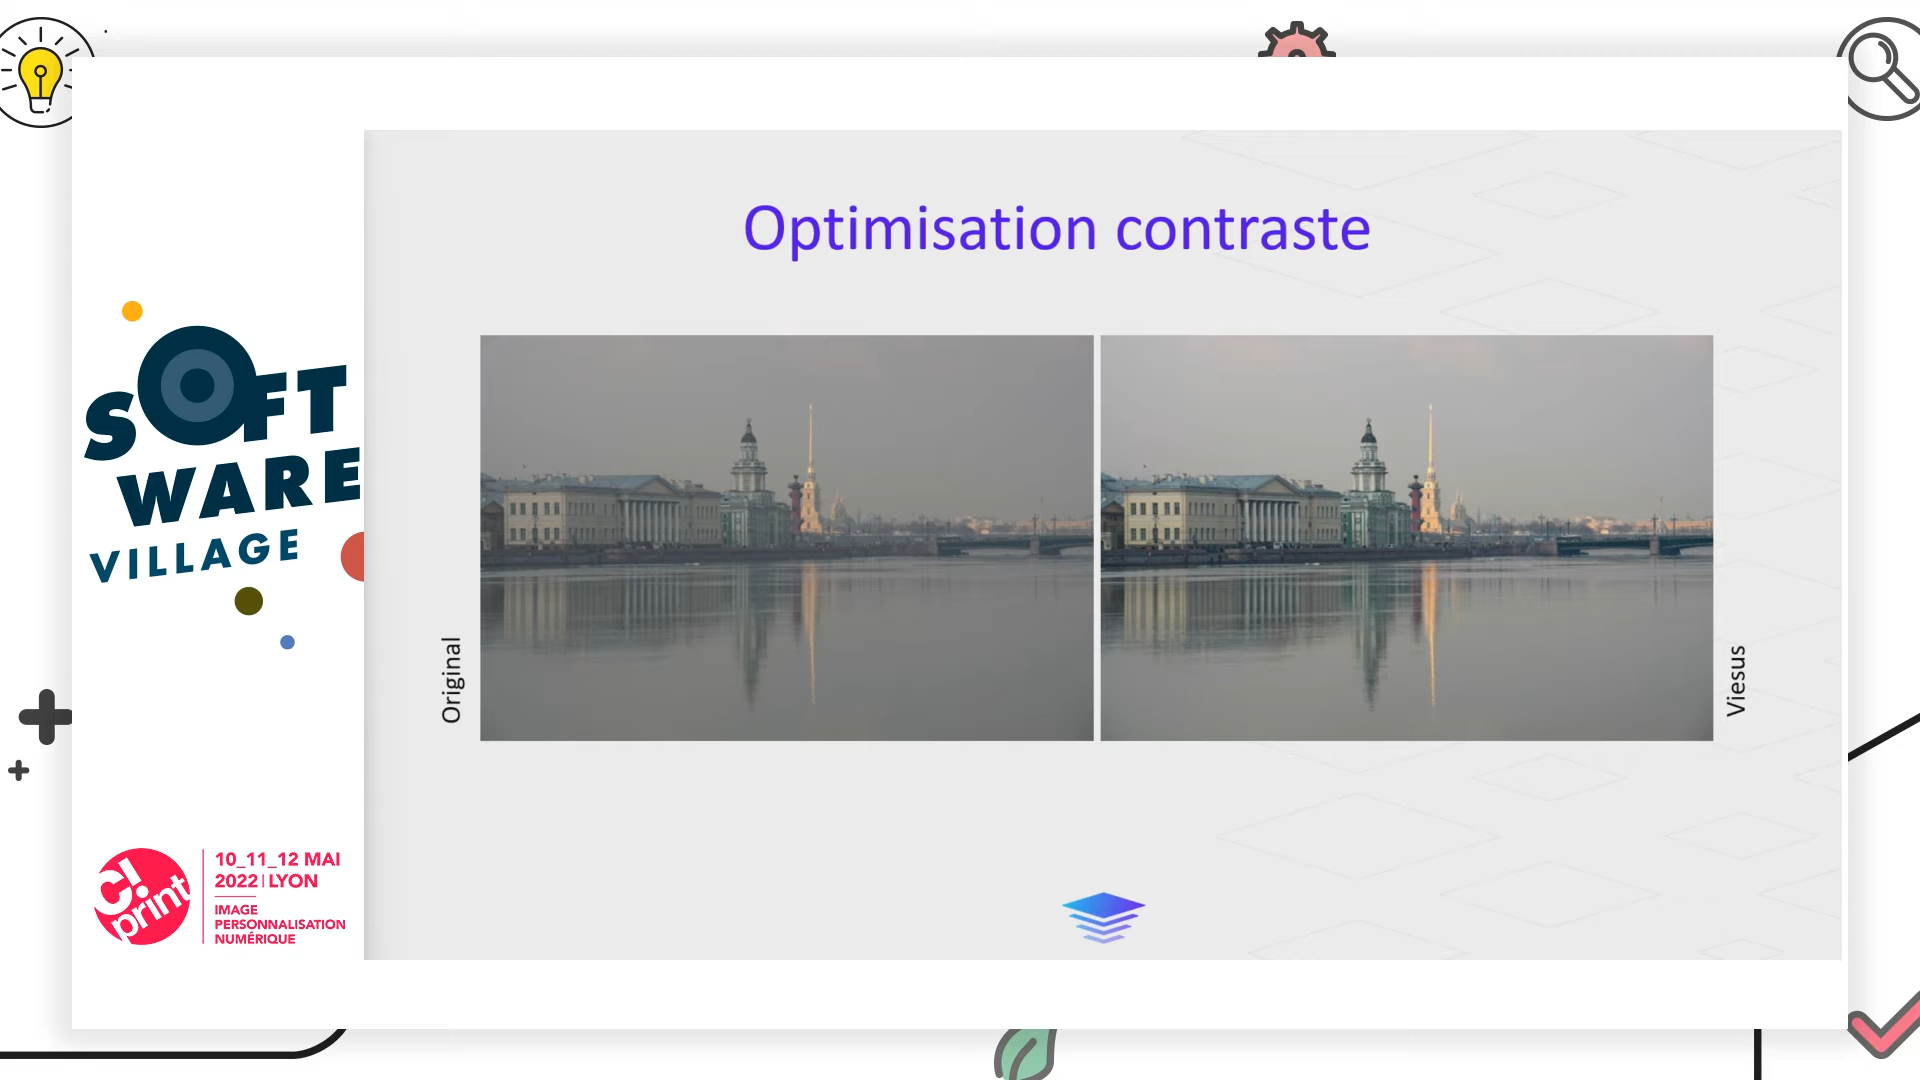 Optimisation contraste
Original
Viesus
SOFT
WARE
VILLAGE
C!
print
10_11_12 MAI
2022 | LYON
IMAGE
PERSONNALISATION
NUMÉRIQUE